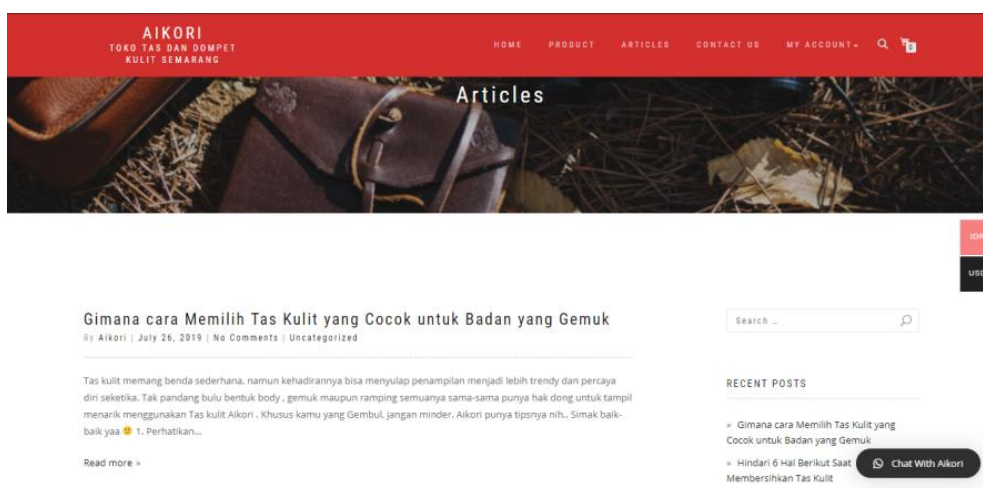 AIKORI
TOKO TAS DAN DOMPET
KULIT SEMARANG
HOME PRODUCT ARTICLES CONTACT US MY ACCOUNT
0
Articles
IDR
USD
Gimana cara Memilih Tas Kulit yang Cocok untuk Badan yang Gemuk
By Aikori | July 26, 2019 | No Comments | Uncategorized
Tas kulit memang benda sederhana, namun kehadirannya bisa menyulap penampilan menjadi lebih trendy dan percaya
diri seketika. Tak pandang bulu bentuk body , gemuk maupun ramping semuanya sama-sama punya hak dong untuk tampil
menarik menggunakan Tas kulit Aikori . Khusus kamu yang Gembul, jangan minder. Aikori punya tipsnya nih.. Simak baik-
baik yaa 🙂 1. Perhatikan...
Read more »
Search ...
RECENT POSTS
» Gimana cara Memilih Tas Kulit yang
Cocok untuk Badan yang Gemuk
» Hindari 6 Hal Berikut Saat
Membersihkan Tas Kulit
Chat With Aikori